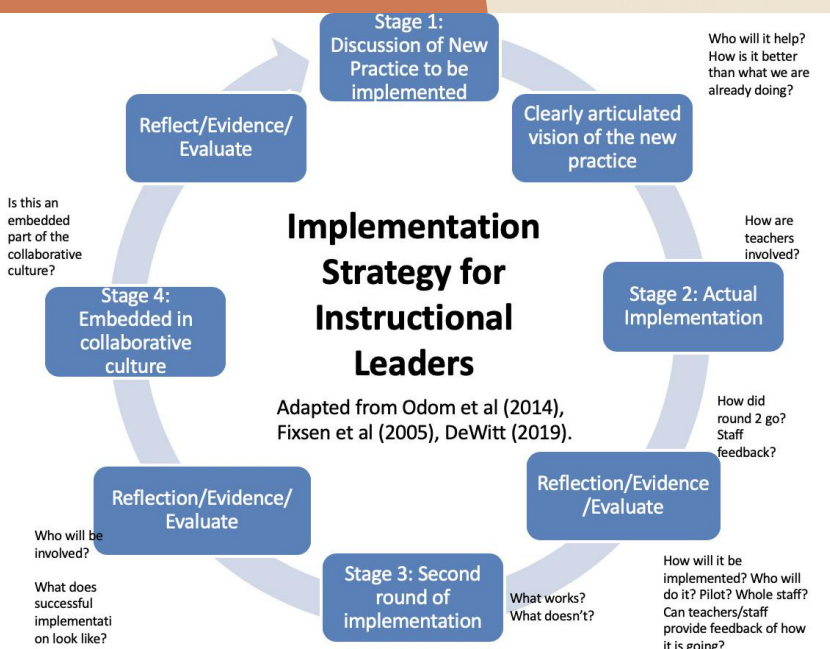 Stage 1:
Discussion of New
Practice to be
implemented
Who will it help?
How is it better
than what we are
already doing?
Clearly articulated
vision of the new
practice
How are
teachers
involved?
Stage 2: Actual
Implementation
How did
round 2 go?
Staff
feedback?
Reflection/Evidence
/Evaluate
How will it be
implemented? Who will
do it? Pilot? Whole staff?
Can teachers/staff
provide feedback of how
it is going?
What works?
What doesn't?
Stage 3: Second
round of
implementation
Reflection/Evidence/
Evaluate
Who will be
involved?
What does
successful
implementati
on look like?
Stage 4:
Embedded in
collaborative
culture
Is this an
embedded
part of the
collaborative
culture?
Reflect/Evidence/
Evaluate
Implementation
Strategy for
Instructional
Leaders
Adapted from Odom et al (2014),
Fixsen et al (2005), DeWitt (2019).